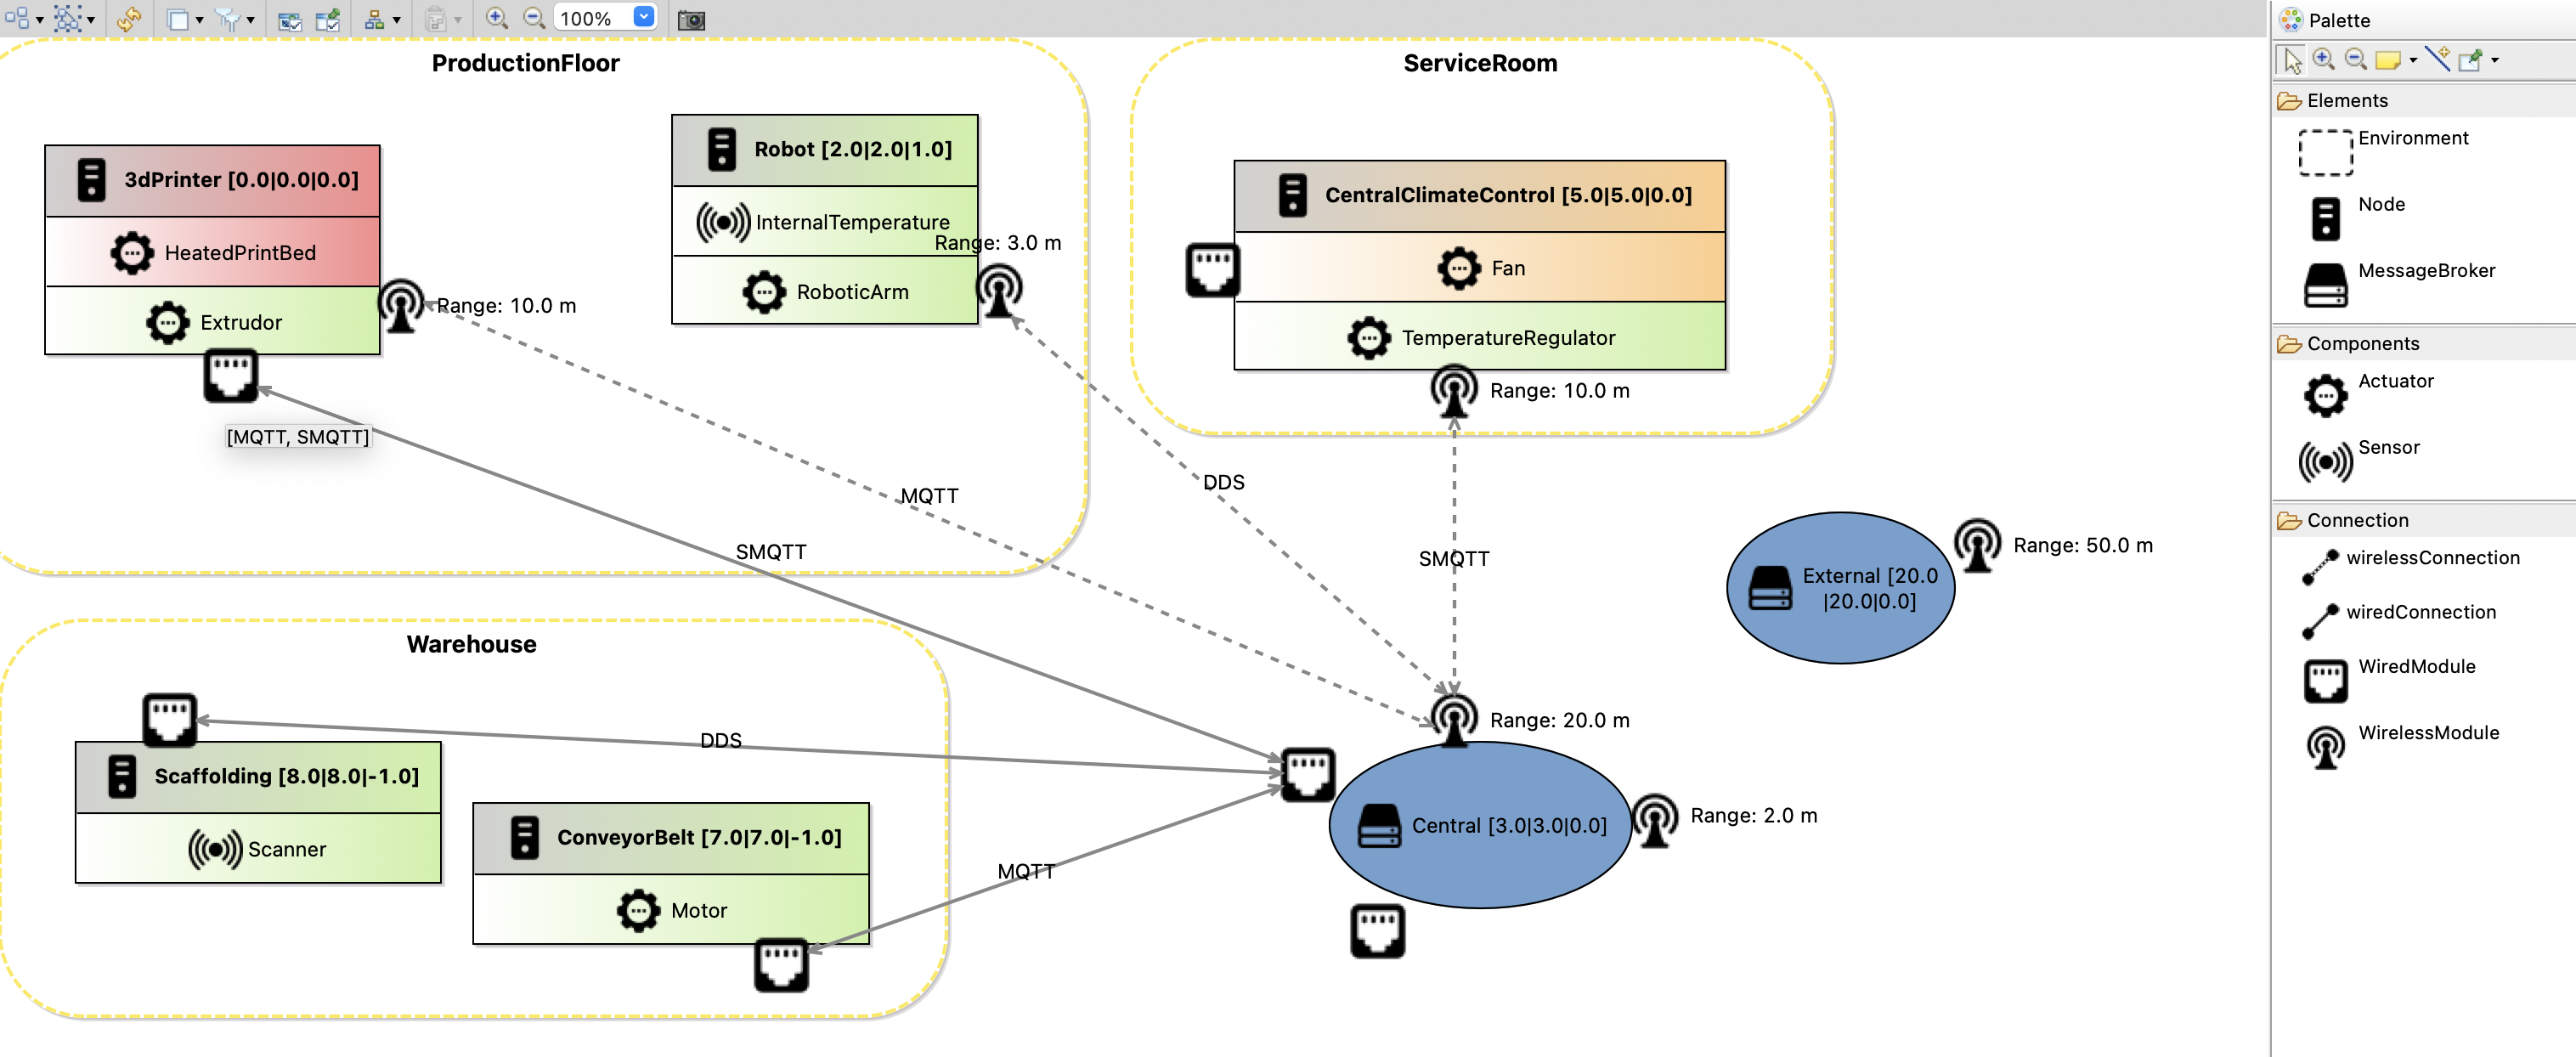 100%
Palette
ProductionFloor
3dPrinter [0.0|0.0|0.0]
HeatedPrintBed
Extrudor
Range: 10.0 m
[MQTT, SMQTT]
Robot [2.0|2.0|1.0]
InternalTemperature
Range: 3.0 m
RoboticArm
ServiceRoom
CentralClimateControl [5.0|5.0|0.0]
Fan
TemperatureRegulator
Range: 10.0 m
MQTT
DDS
SMQTT
SMQTT
External [20.0
|20.0|0.0]
Range: 50.0 m
Warehouse
Scaffolding [8.0|8.0|-1.0]
Scanner
ConveyorBelt [7.0|7.0|-1.0]
Motor
DDS
MQTT
Range: 20.0 m
Central [3.0|3.0|0.0]
Range: 2.0 m
Elements
Environment
Node
MessageBroker
Components
Actuator
Sensor
Connection
wirelessConnection
wiredConnection
WiredModule
WirelessModule